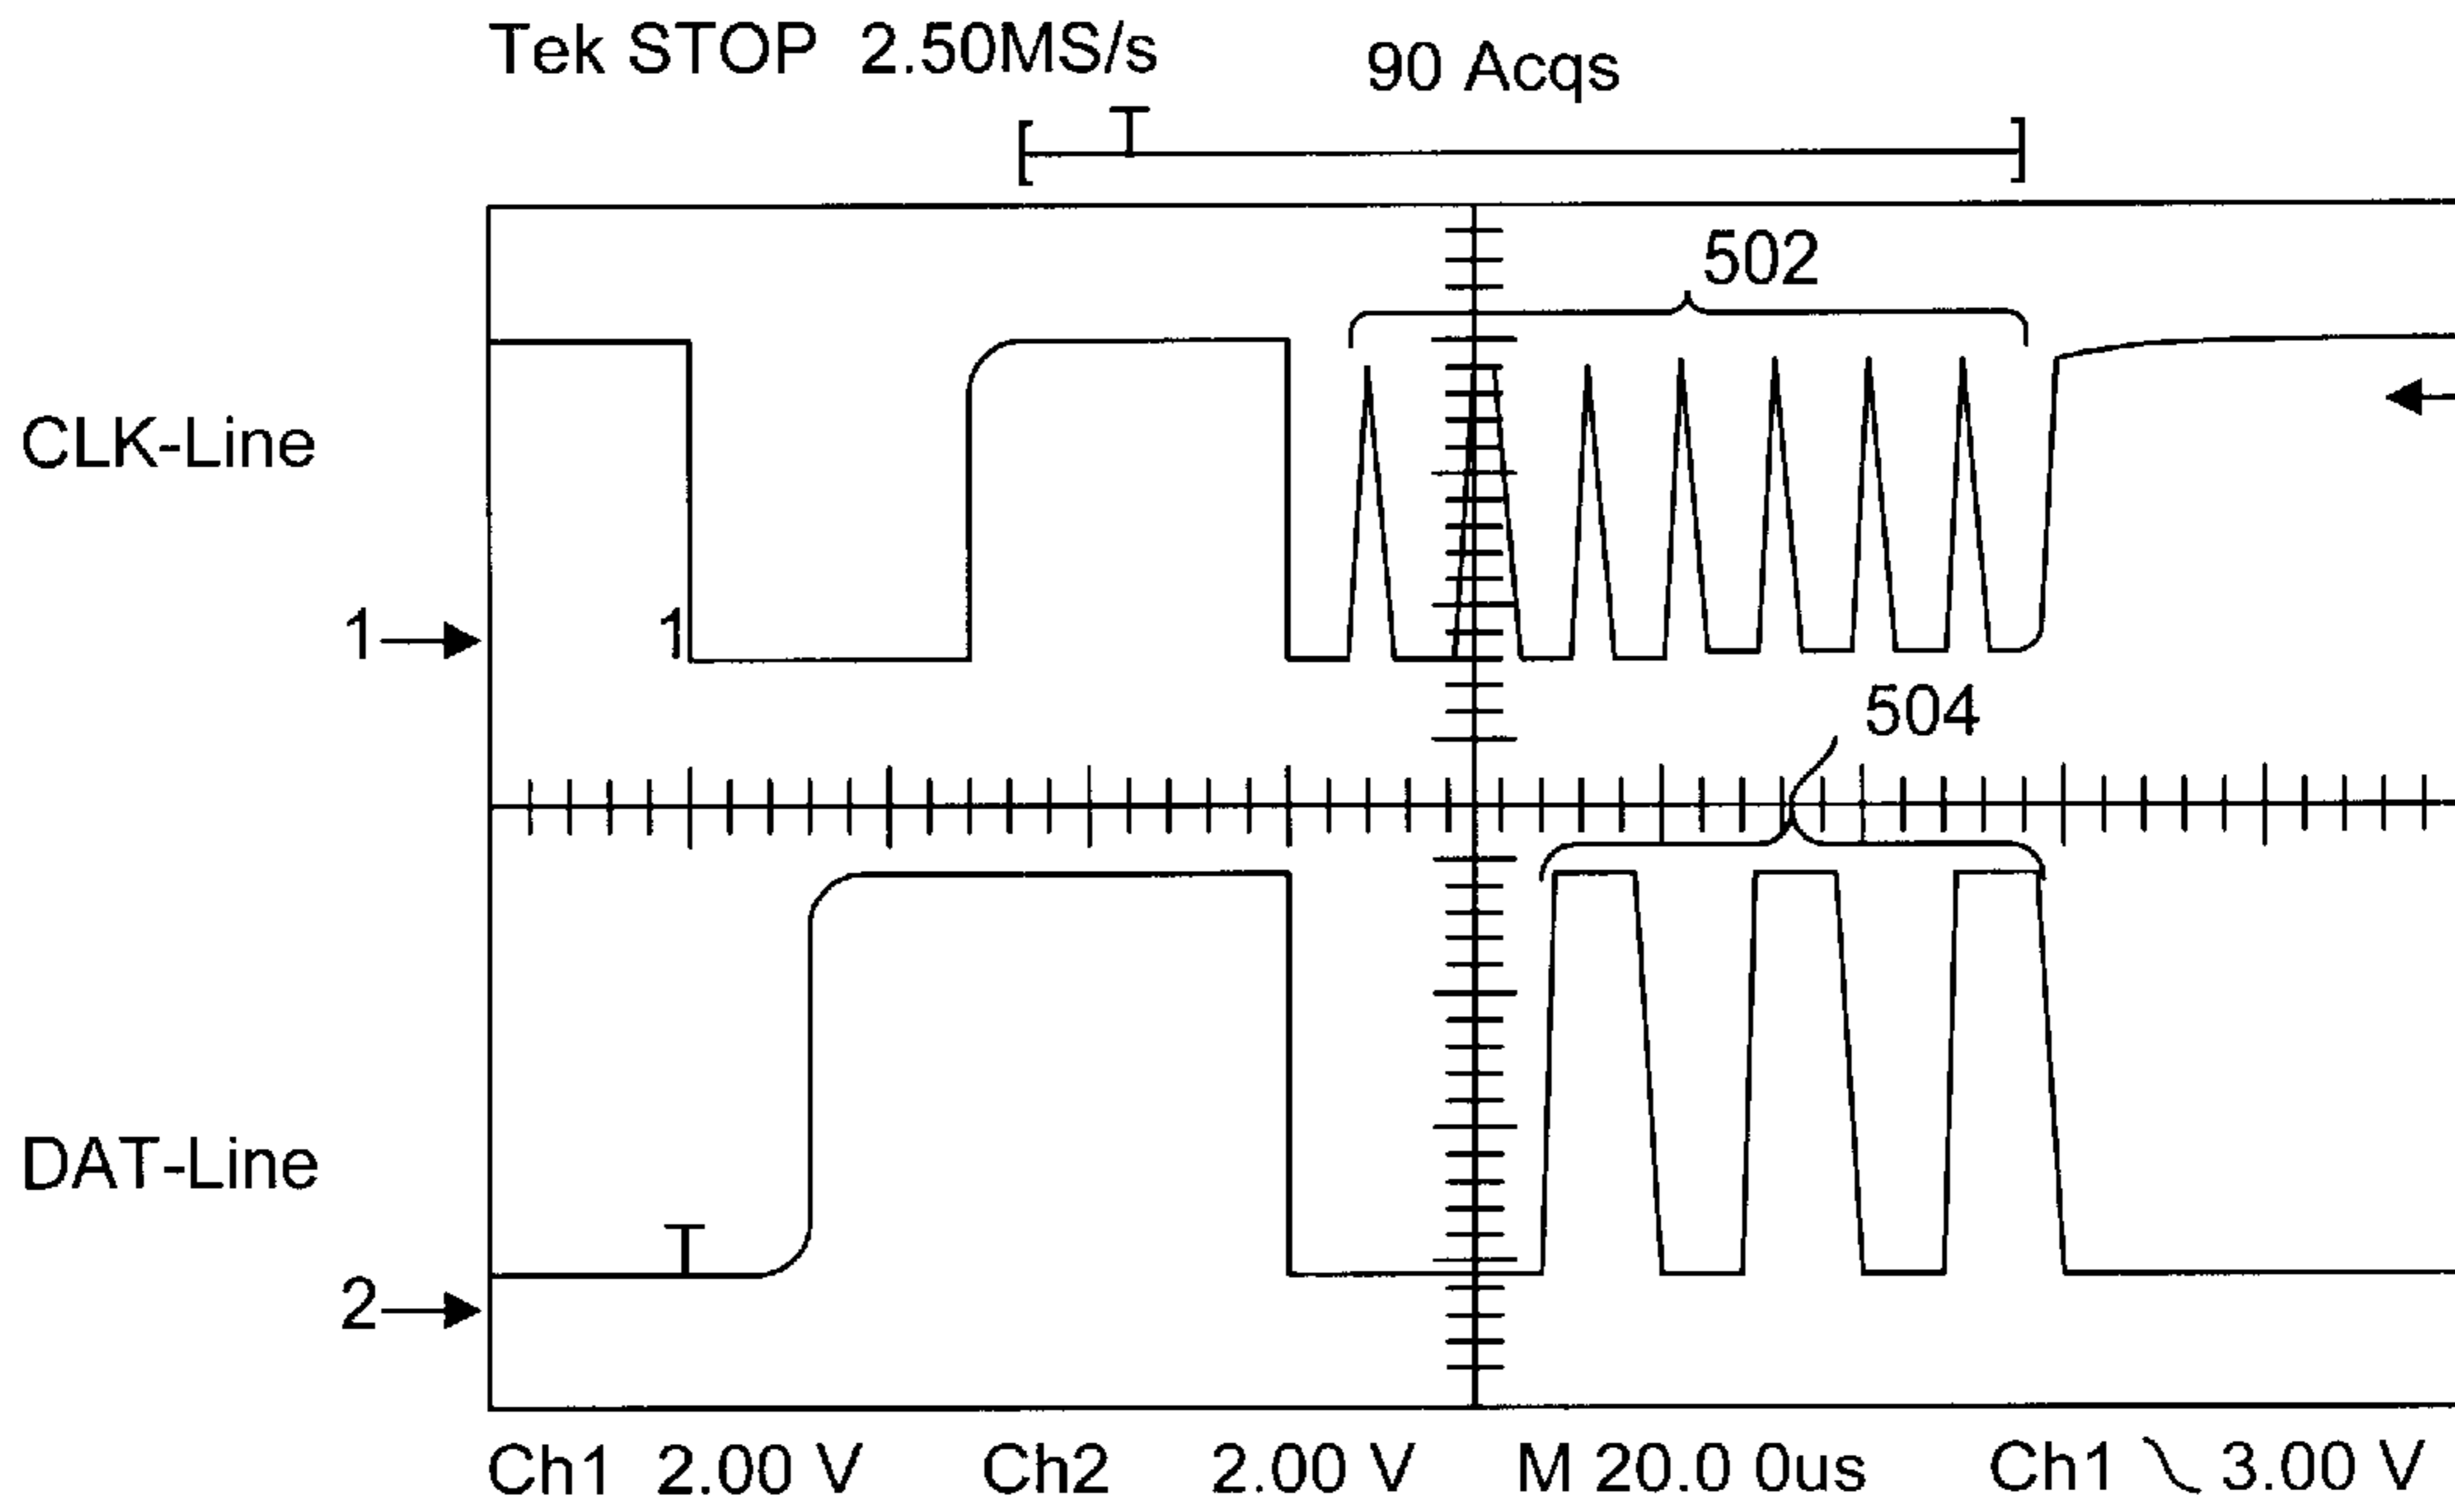 Tek STOP 2.50MS/s
90 Acqs
T
502
CLK-Line
1
1
504
DAT-Line
T
2
Ch1 2.00 V Ch2 2.00 V M 20.0 0us Ch1 3.00 V